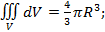 ∭_V dV = 4/3 πR³;